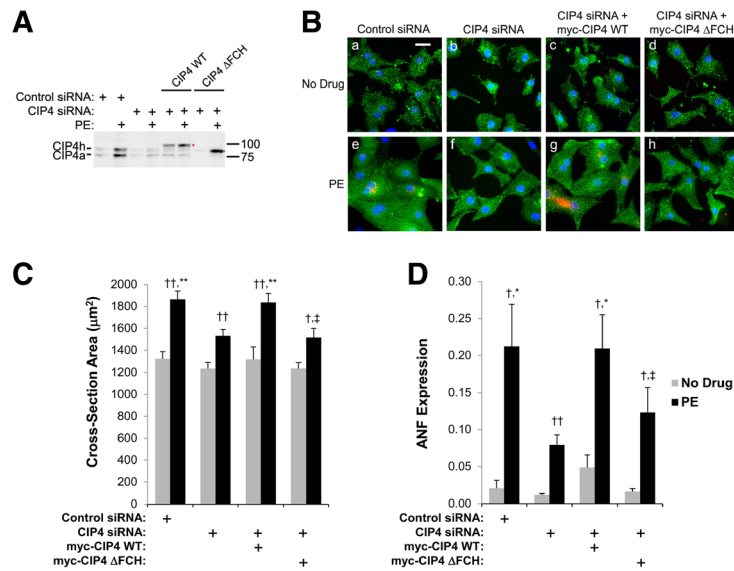 A
CIP4 WT
CIP4 ΔFCH
Control siRNA: + +
CIP4 siRNA: + + + + + +
PE: + + + +
CIP4h
CIP4a
100
75
*
*
B
Control siRNA
CIP4 siRNA
CIP4 siRNA + myc-CIP4 WT
CIP4 siRNA + myc-CIP4 ΔFCH
No Drug
a b c d
PE
e f g h
C
Cross-Section Area (μm²)
2000
1800
1600
1400
1200
1000
800
600
400
200
0
††,** †† ††,** †,‡
Control siRNA: +
CIP4 siRNA: + + +
myc-CIP4 WT: +
myc-CIP4 ΔFCH: +
D
ANF Expression
0.30
0.25
0.20
0.15
0.10
0.05
0.00
†,* †† †,* †,‡
No Drug
PE
Control siRNA: +
CIP4 siRNA: + + +
myc-CIP4 WT: +
myc-CIP4 ΔFCH: +